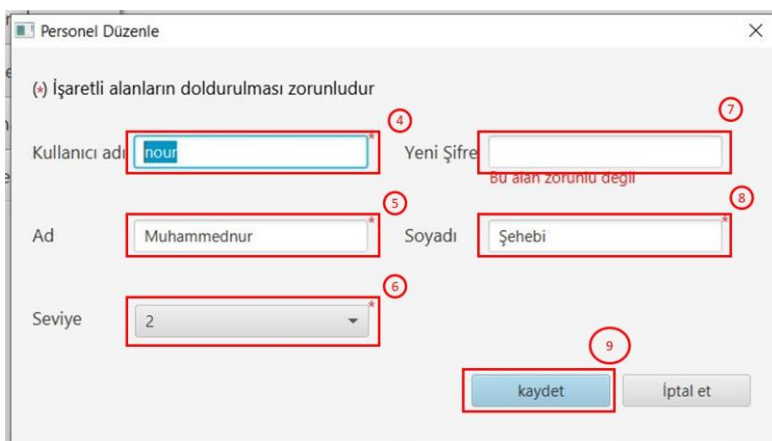 Personel Düzenle
(*) İşaretli alanların doldurulması zorunludur
4
7
Kullanıcı adı nour * Yeni Şifre
Bu alan zorunlu değil
5
8
Ad Muhammednur * Soyadı Şehebi *
6
Seviye 2 *
9
kaydet İptal et